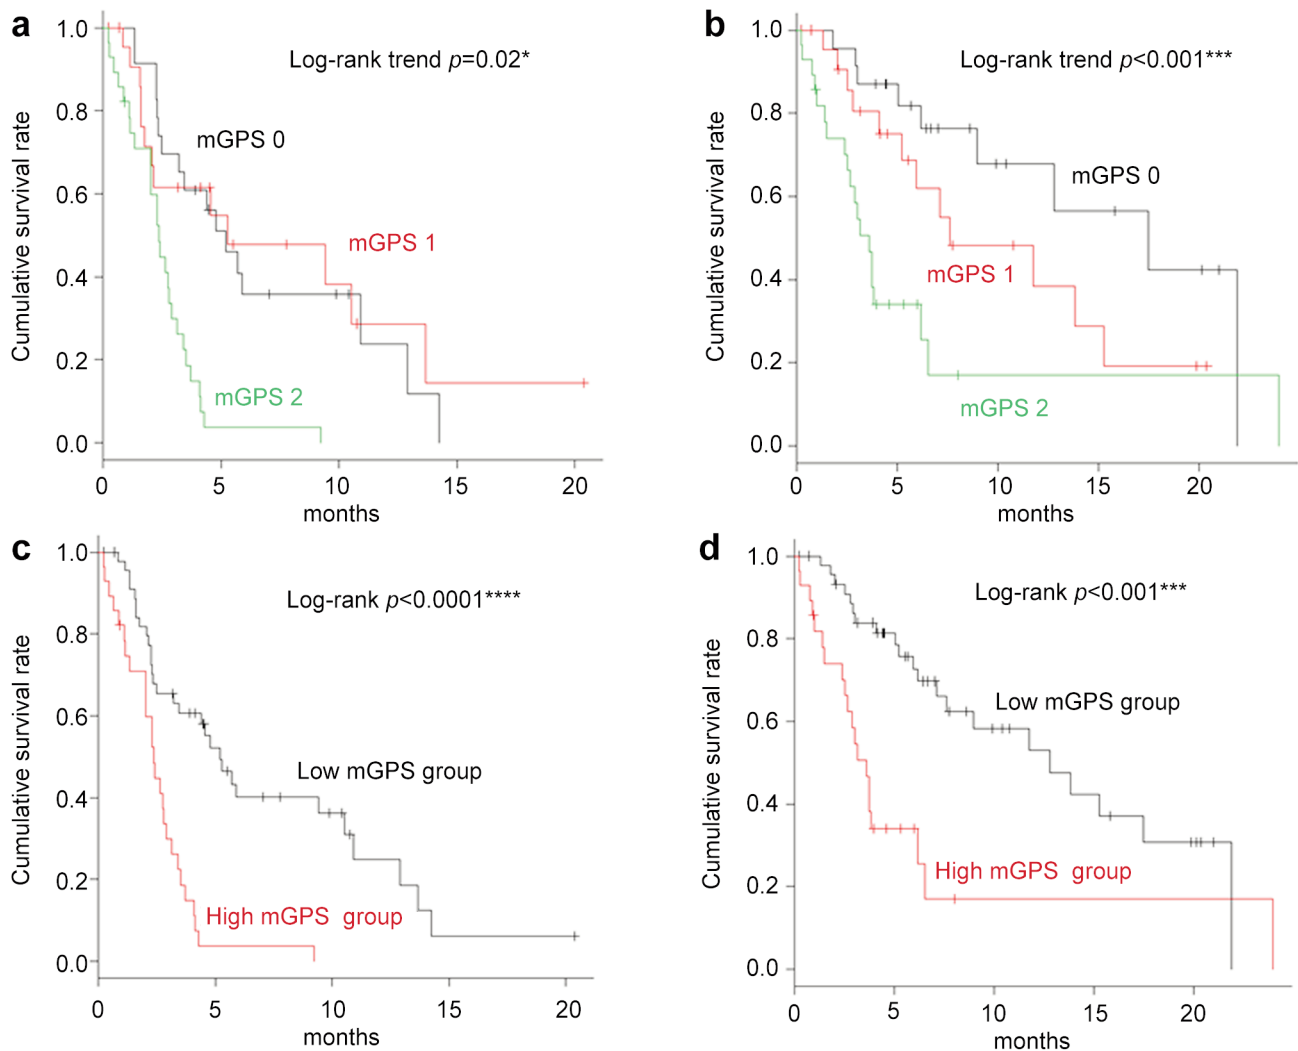 a
Log-rank trend p=0.02*
Cumulative survival rate
1.0
0.8
0.6
0.4
0.2
0.0
mGPS 0
mGPS 1
mGPS 2
0 5 10 15 20
months
b
Log-rank trend p<0.001***
Cumulative survival rate
1.0
0.8
0.6
0.4
0.2
0.0
mGPS 0
mGPS 1
mGPS 2
0 5 10 15 20
months
c
Log-rank p<0.0001****
Cumulative survival rate
1.0
0.8
0.6
0.4
0.2
0.0
Low mGPS group
High mGPS group
0 5 10 15 20
months
d
Log-rank p<0.001***
Cumulative survival rate
1.0
0.8
0.6
0.4
0.2
0.0
Low mGPS group
High mGPS group
0 5 10 15 20
months